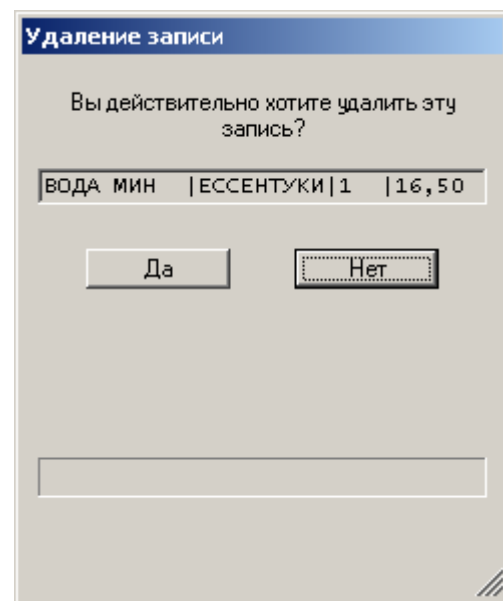 Удаление записи
Вы действительно хотите удалить эту
запись?
ВОДА МИН |ЕССЕНТУКИ|1 |16,50
Да Нет